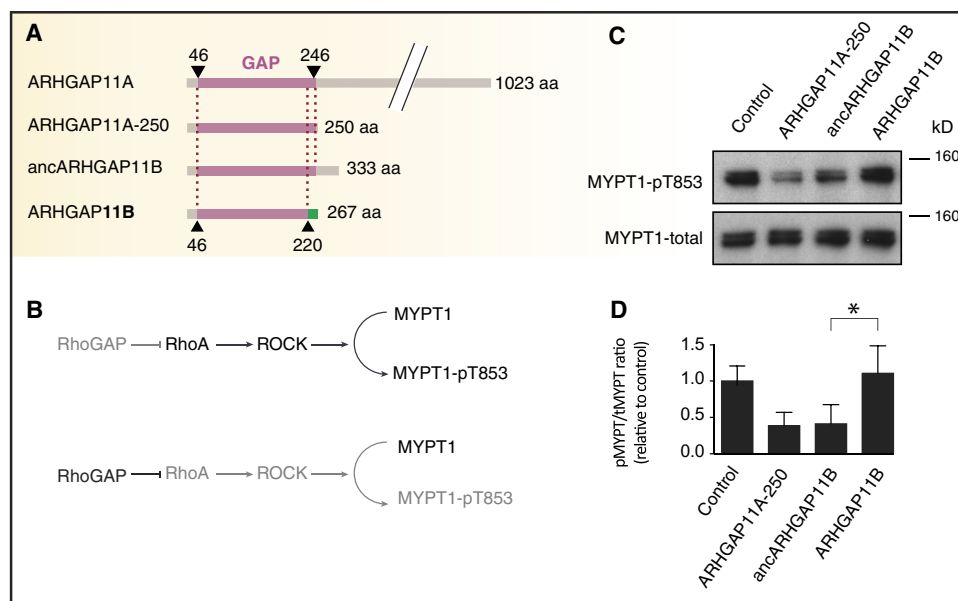 A
46
GAP
246
ARHGAP11A
1023 aa
ARHGAP11A-250
250 aa
ancARHGAP11B
333 aa
ARHGAP11B
267 aa
46
220
B
RhoGAP
RhoA
ROCK
MYPT1
MYPT1-pT853
RhoGAP
RhoA
ROCK
MYPT1
MYPT1-pT853
C
Control
ARHGAP11A-250
ancARHGAP11B
ARHGAP11B
kD
160
MYPT1-pT853
160
MYPT1-total
D
*
pMYPT/tMYPT ratio
(relative to control)
1.5
1.0
0.5
0.0
Control
ARHGAP11A-250
ancARHGAP11B
ARHGAP11B